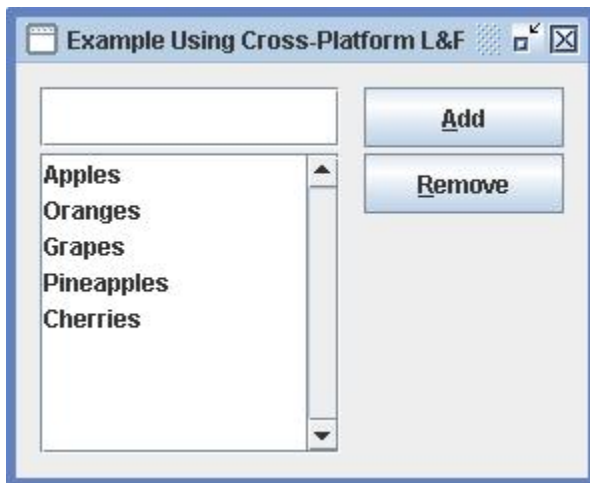 Example Using Cross-Platform L&F
Add
Apples
Remove
Oranges
Grapes
Pineapples
Cherries